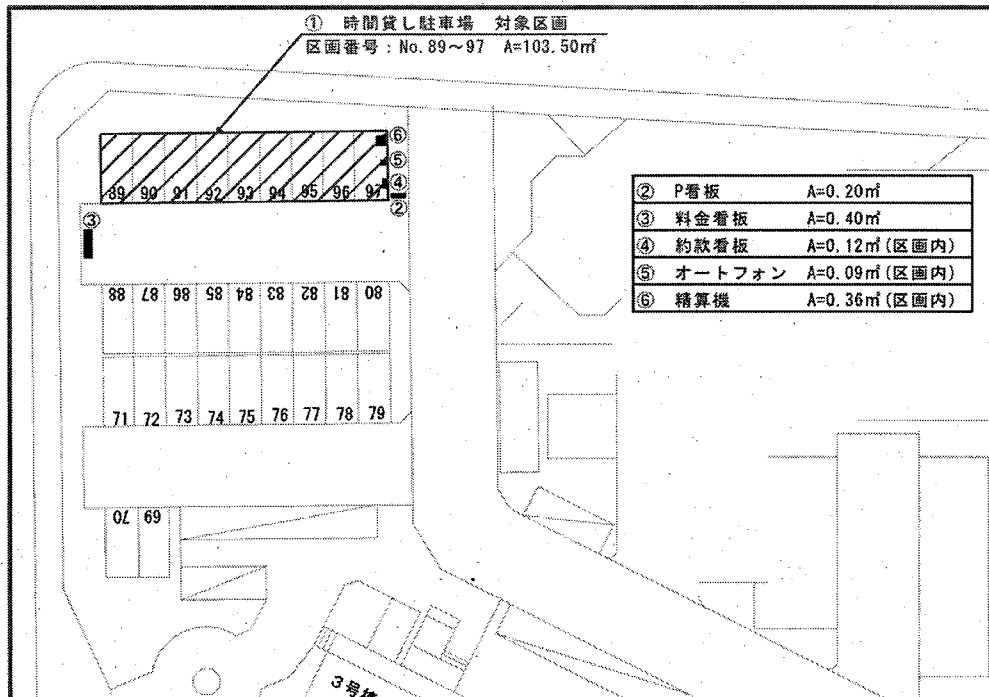 ① 時間貸し駐車場 対象区画
区画番号：No.89～97 A=103.50㎡
⑥
⑤
④
89 90 91 92 93 94 95 96 97
②
③
② P看板 A=0.20㎡
③ 料金看板 A=0.40㎡
④ 約款看板 A=0.12㎡(区画内)
⑤ オートフォン A=0.09㎡(区画内)
⑥ 精算機 A=0.36㎡(区画内)
88 87 86 85 84 83 82 81 80
71 72 73 74 75 76 77 78 79
70 69
3号